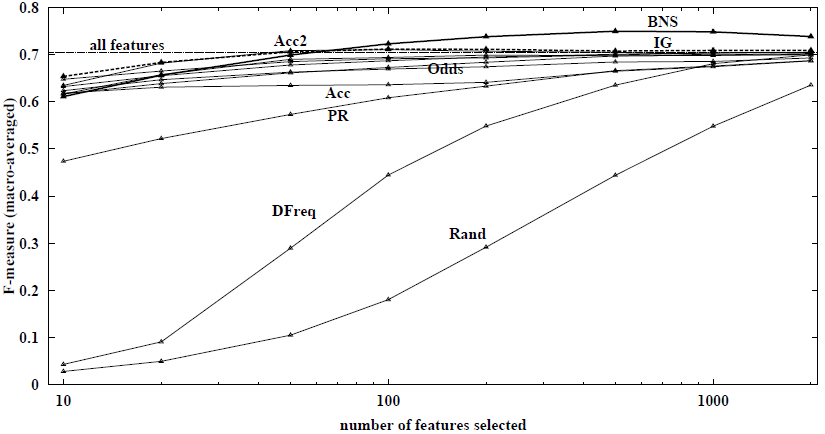 0.8
BNS
all features
Acc2
IG
0.7
Odds
0.6
Acc
PR
0.5
F-measure (macro-averaged)
0.4
DFreq
0.3
Rand
0.2
0.1
0
10
100
1000
number of features selected